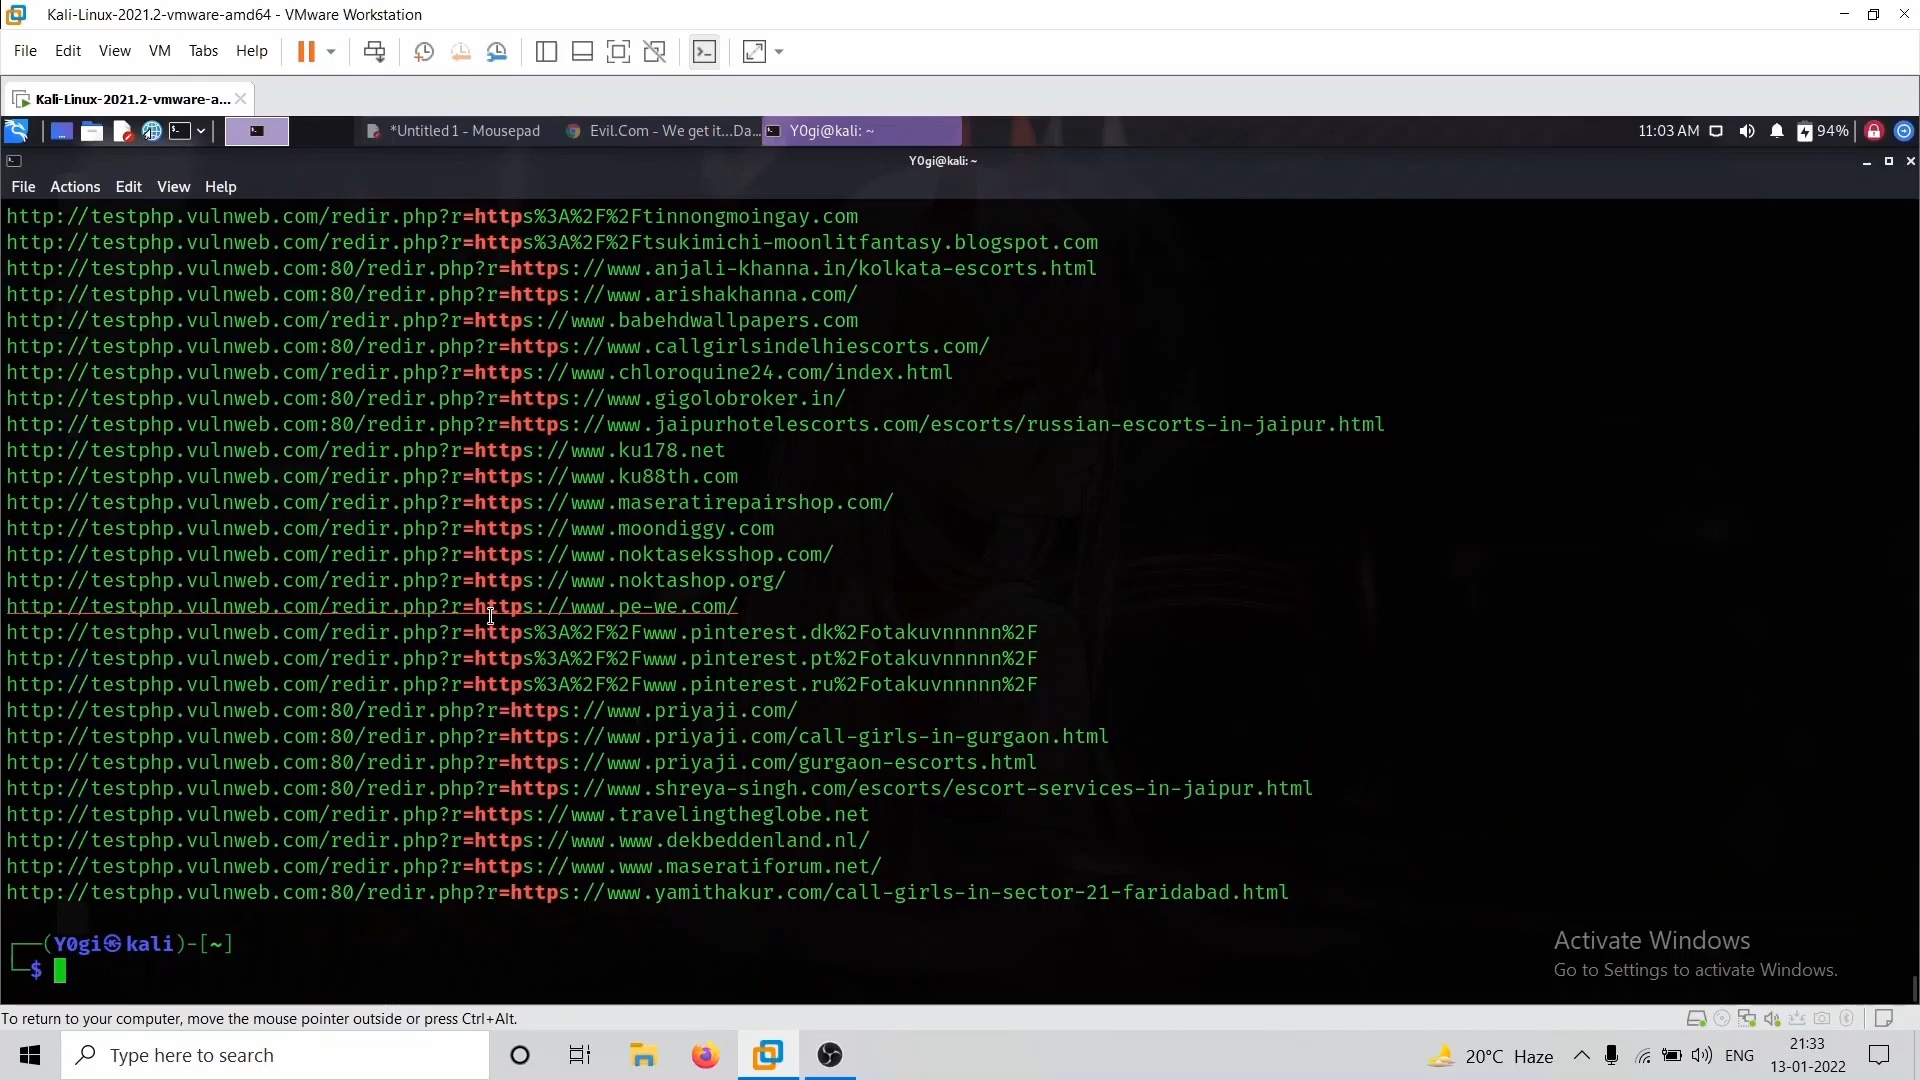 Kali-Linux-2021.2-vmware-amd64 - VMware Workstation
File Edit View VM Tabs Help
Kali-Linux-2021.2-vmware-a...
*Untitled 1 - Mousepad
Evil.Com - We get it...Da...
Y0gi@kali: ~
11:03 AM
94%
Y0gi@kali: ~
File Actions Edit View Help
http://testphp.vulnweb.com/redir.php?r=https%3A%2F%2Ftinnongmoingay.com
http://testphp.vulnweb.com/redir.php?r=https%3A%2F%2Ftsukimichi-moonlitfantasy.blogspot.com
http://testphp.vulnweb.com:80/redir.php?r=https://www.anjali-khanna.in/kolkata-escorts.html
http://testphp.vulnweb.com:80/redir.php?r=https://www.arishakhanna.com/
http://testphp.vulnweb.com:80/redir.php?r=https://www.babehdwallpapers.com
http://testphp.vulnweb.com:80/redir.php?r=https://www.callgirlsindelhiescorts.com/
http://testphp.vulnweb.com/redir.php?r=https://www.chloroquine24.com/index.html
http://testphp.vulnweb.com:80/redir.php?r=https://www.gigolobroker.in/
http://testphp.vulnweb.com:80/redir.php?r=https://www.jaipurhotelescorts.com/escorts/russian-escorts-in-jaipur.html
http://testphp.vulnweb.com/redir.php?r=https://www.ku178.net
http://testphp.vulnweb.com/redir.php?r=https://www.ku88th.com
http://testphp.vulnweb.com/redir.php?r=https://www.maseratirepairshop.com/
http://testphp.vulnweb.com/redir.php?r=https://www.moondiggy.com
http://testphp.vulnweb.com/redir.php?r=https://www.noktaseksshop.com/
http://testphp.vulnweb.com/redir.php?r=https://www.noktashop.org/
http://testphp.vulnweb.com/redir.php?r=https://www.pe-we.com/
http://testphp.vulnweb.com/redir.php?r=https%3A%2F%2Fwww.pinterest.dk%2Fotakuvnnnnn%2F
http://testphp.vulnweb.com/redir.php?r=https%3A%2F%2Fwww.pinterest.pt%2Fotakuvnnnnn%2F
http://testphp.vulnweb.com/redir.php?r=https%3A%2F%2Fwww.pinterest.ru%2Fotakuvnnnnn%2F
http://testphp.vulnweb.com:80/redir.php?r=https://www.priyaji.com/
http://testphp.vulnweb.com:80/redir.php?r=https://www.priyaji.com/call-girls-in-gurgaon.html
http://testphp.vulnweb.com:80/redir.php?r=https://www.priyaji.com/gurgaon-escorts.html
http://testphp.vulnweb.com:80/redir.php?r=https://www.shreya-singh.com/escorts/escort-services-in-jaipur.html
http://testphp.vulnweb.com/redir.php?r=https://www.travelingtheglobe.net
http://testphp.vulnweb.com/redir.php?r=https://www.www.dekbeddenland.nl/
http://testphp.vulnweb.com/redir.php?r=https://www.www.maseratiforum.net/
http://testphp.vulnweb.com:80/redir.php?r=https://www.yamithakur.com/call-girls-in-sector-21-faridabad.html
┌──(Y0gi㉿kali)-[~]
└─$
Activate Windows
Go to Settings to activate Windows.
To return to your computer, move the mouse pointer outside or press Ctrl+Alt.
Type here to search
20°C Haze
ENG
21:33
13-01-2022